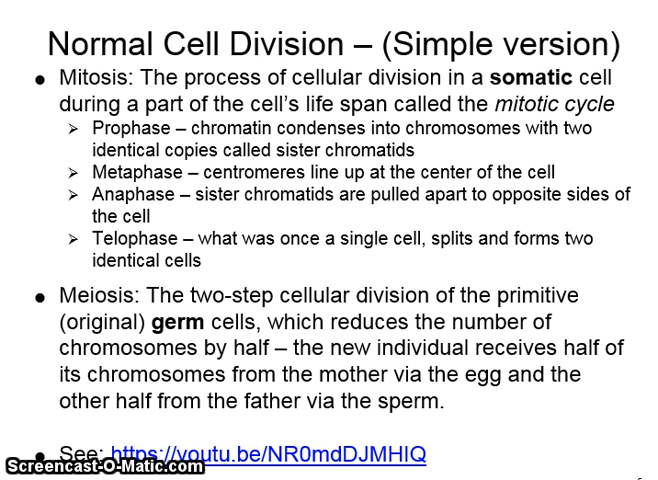 Normal Cell Division – (Simple version)
● Mitosis: The process of cellular division in a somatic cell
during a part of the cell's life span called the mitotic cycle
➢ Prophase – chromatin condenses into chromosomes with two
identical copies called sister chromatids
➢ Metaphase – centromeres line up at the center of the cell
➢ Anaphase – sister chromatids are pulled apart to opposite sides of
the cell
➢ Telophase – what was once a single cell, splits and forms two
identical cells
● Meiosis: The two-step cellular division of the primitive
(original) germ cells, which reduces the number of
chromosomes by half – the new individual receives half of
its chromosomes from the mother via the egg and the
other half from the father via the sperm.
● See: https://youtu.be/NR0mdDJMHIQ
Screencast-O-Matic.com